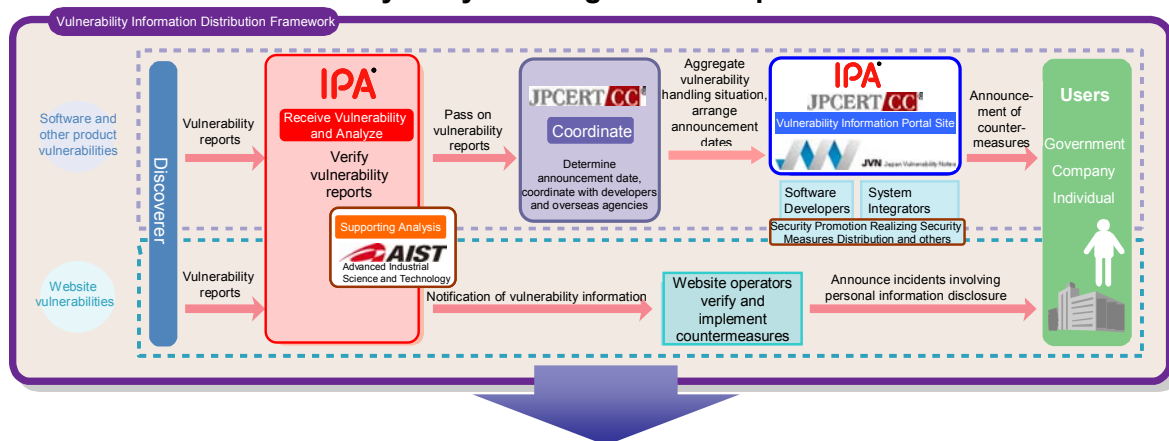 Vulnerability Information Distribution Framework
Software and
other product
vulnerabilities
Website
vulnerabilities
Discoverer
Vulnerability
reports
Vulnerability
reports
IPA
Receive Vulnerability
and Analyze
Verify
vulnerability
reports
Supporting Analysis
AIST
Advanced Industrial
Science and Technology
Pass on
vulnerability
reports
JPCERT CC®
Coordinate
Determine
announcement date,
coordinate with developers
and overseas agencies
Aggregate
vulnerability
handling situation,
arrange
announcement
dates
IPA
JPCERT CC®
Vulnerability Information Portal Site
JVN Japan Vulnerability Notes
Software
Developers
System
Integrators
Security Promotion Realizing Security
Measures Distribution and others
Announce-
ment of
counter-
measures
Users
Government
Company
Individual
Notification of vulnerability information
Website operators
verify and
implement
countermeasures
Announce incidents involving
personal information disclosure